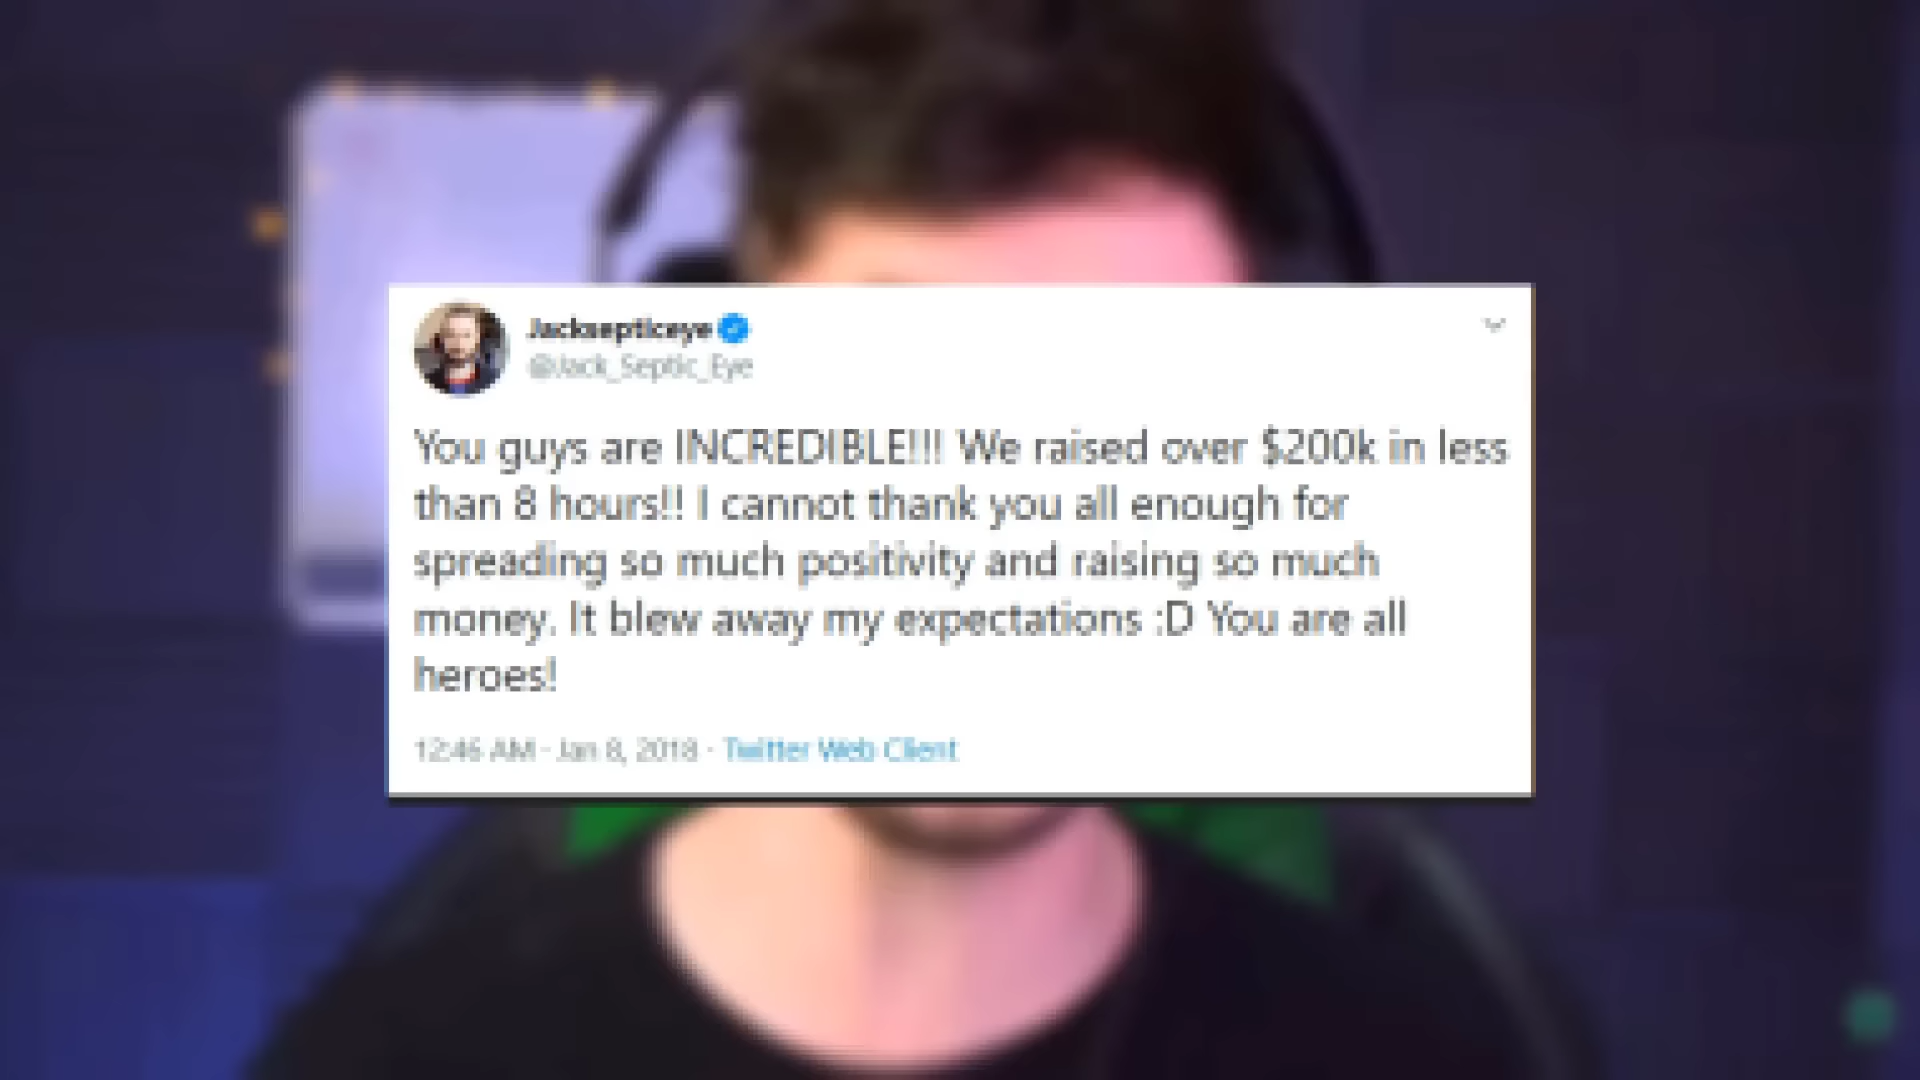 Jacksepticeye
@Jack_Septic_Eye
You guys are INCREDIBLE!!! We raised over $200k in less
than 8 hours!! I cannot thank you all enough for
spreading so much positivity and raising so much
money. It blew away my expectations :D You are all
heroes!
12:46 AM · Jan 8, 2018 · Twitter Web Client